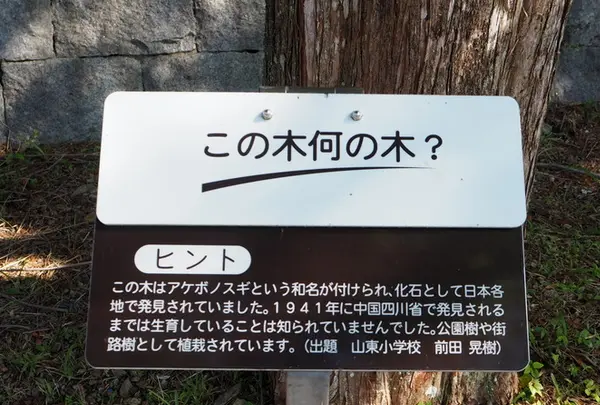 この木何の木?
ヒント
この木はアケボノスギという和名が付けられ、化石として日本各
地で発見されていました。1941年に中国四川省で発見される
までは生育していることは知られていませんでした。公園樹や街
路樹として植栽されています。(出題 山東小学校 前田 晃樹)